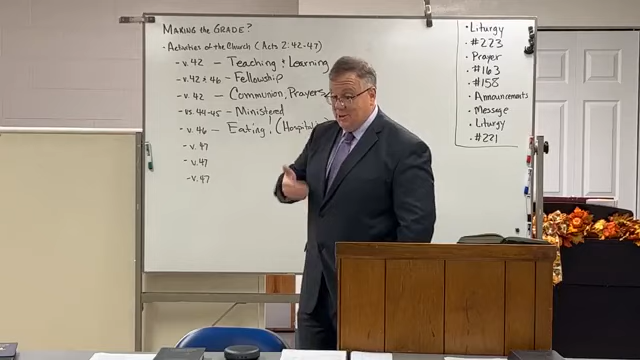 MAKING THE GRADE?
• ACTIVITIES OF THE CHURCH (ACTS 2:42-47)
- v. 42 - TEACHING & LEARNING
- v. 42 & 46 - FELLOWSHIP
- v. 42 - COMMUNION, PRAYERS
- vs. 44-45 - MINISTERED
- v. 46 - EATING! (HOSPITAL
- v. 47
- v. 47
- v. 47
• LITURGY
• #223
• PRAYER
• #163
• #158
• ANNOUNCEMENTS
• MESSAGE
• LITURGY
• #221